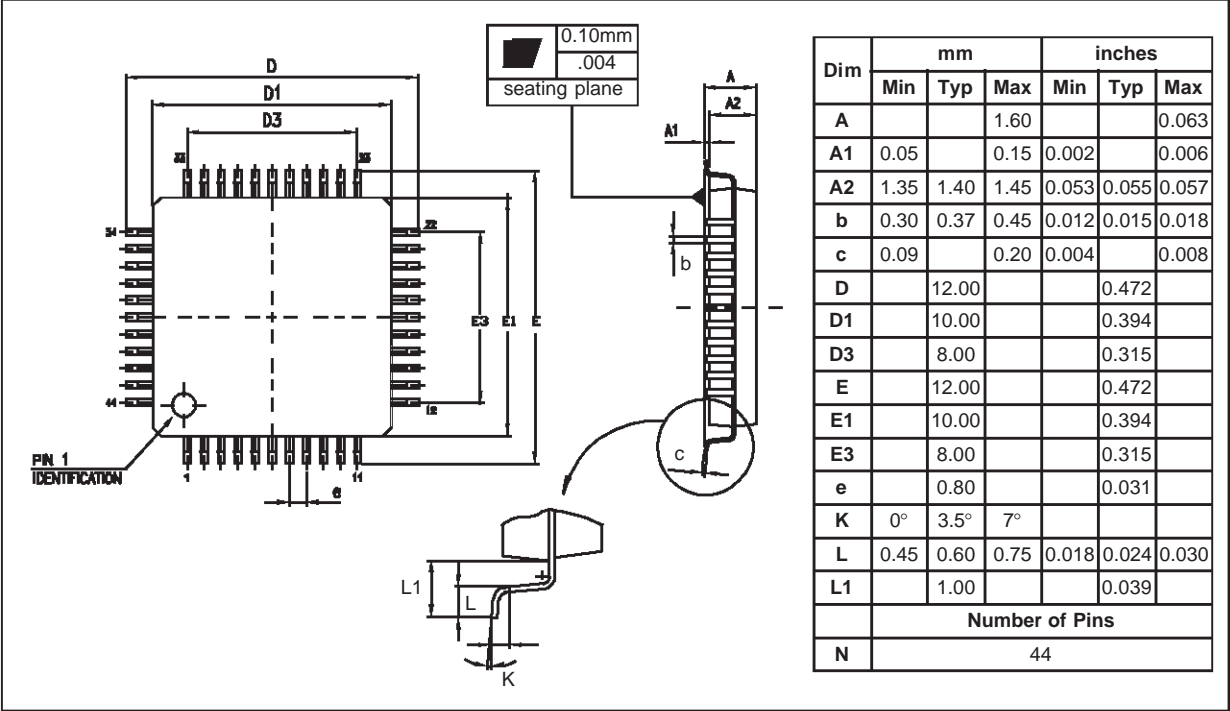 0.10mm
.004
seating plane
D
D1
D3
33
23
34
22
44
12
E3
E1
E
PIN 1
IDENTIFICATION
1
11
e
A
A2
A1
b
c
L1
L
K
Dim mm inches
Min Typ Max Min Typ Max
A 1.60 0.063
A1 0.05 0.15 0.002 0.006
A2 1.35 1.40 1.45 0.053 0.055 0.057
b 0.30 0.37 0.45 0.012 0.015 0.018
c 0.09 0.20 0.004 0.008
D 12.00 0.472
D1 10.00 0.394
D3 8.00 0.315
E 12.00 0.472
E1 10.00 0.394
E3 8.00 0.315
e 0.80 0.031
K 0° 3.5° 7°
L 0.45 0.60 0.75 0.018 0.024 0.030
L1 1.00 0.039
Number of Pins
N 44